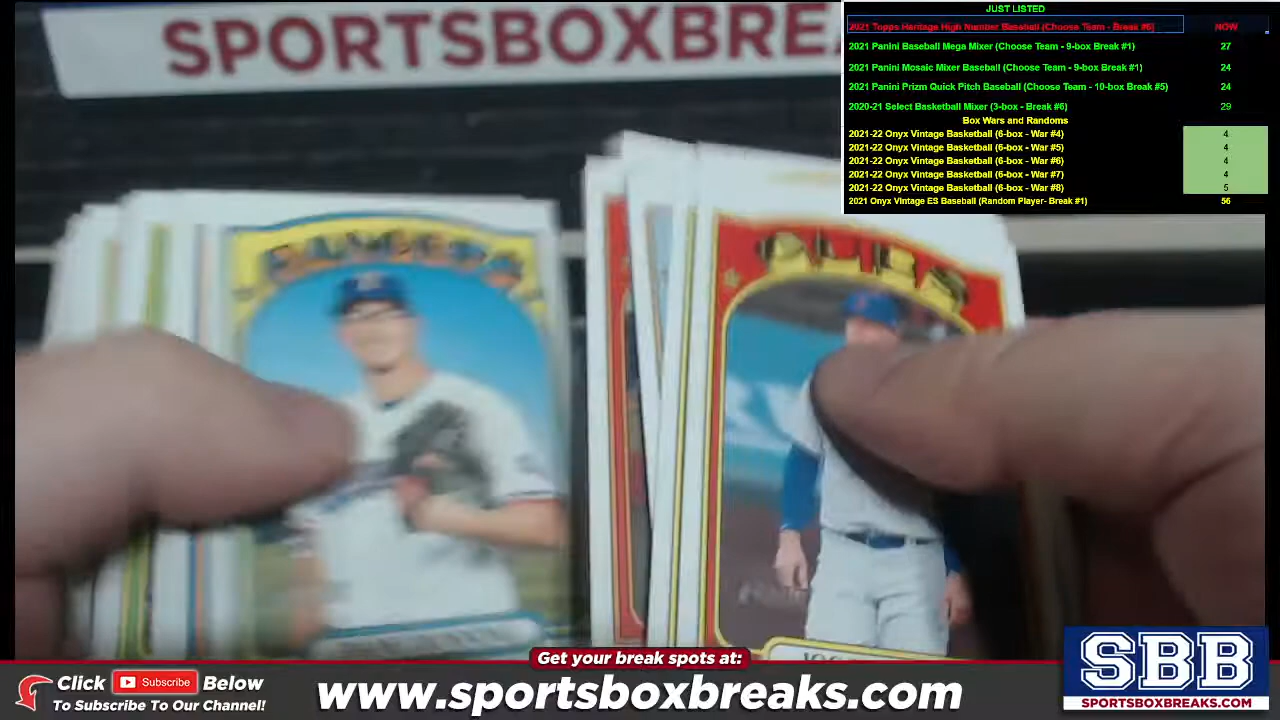 SPORTSBOXBREA
JUST LISTED
2021 Topps Heritage High Number Baseball (Choose Team - Break #6) NOW
2021 Panini Baseball Mega Mixer (Choose Team - 9-box Break #1) 27
2021 Panini Mosaic Mixer Baseball (Choose Team - 9-box Break #1) 24
2021 Panini Prizm Quick Pitch Baseball (Choose Team - 10-box Break #5) 24
2020-21 Select Basketball Mixer (3-box - Break #6) 29
Box Wars and Randoms
2021-22 Onyx Vintage Basketball (6-box - War #4) 4
2021-22 Onyx Vintage Basketball (6-box - War #5) 4
2021-22 Onyx Vintage Basketball (6-box - War #6) 4
2021-22 Onyx Vintage Basketball (6-box - War #7) 4
2021-22 Onyx Vintage Basketball (6-box - War #8) 5
2021 Onyx Vintage ES Baseball (Random Player- Break #1) 56
RANGERS
Get your break spots at:
Click Subscribe Below
To Subscribe To Our Channel!
www.sportsboxbreaks.com
SBB
SPORTSBOXBREAKS.COM